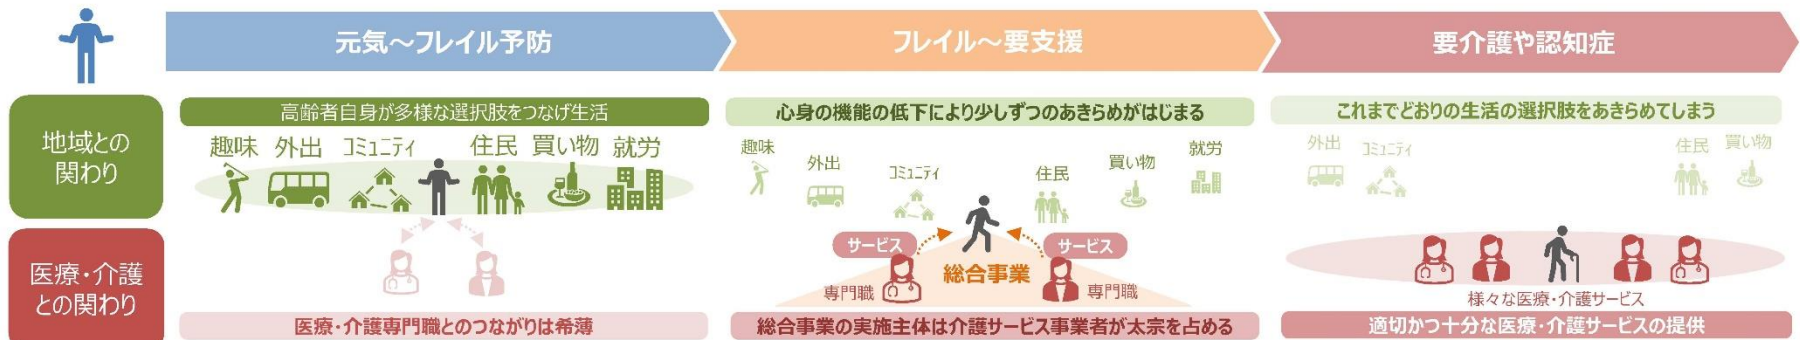 元気～フレイル予防
フレイル～要支援
要介護や認知症
地域との
関わり
高齢者自身が多様な選択肢をつなげ生活
趣味 外出 コミュニティ 住民 買い物 就労
心身の機能の低下により少しずつのあきらめがはじまる
趣味 外出 コミュニティ 住民 買い物 就労
これまでどおりの生活の選択肢をあきらめてしまう
外出 コミュニティ 住民 買い物
医療・介護
との関わり
医療・介護専門職とのつながりは希薄
サービス サービス
総合事業
専門職 専門職
総合事業の実施主体は介護サービス事業者が太宗を占める
様々な医療・介護サービス
適切かつ十分な医療・介護サービスの提供